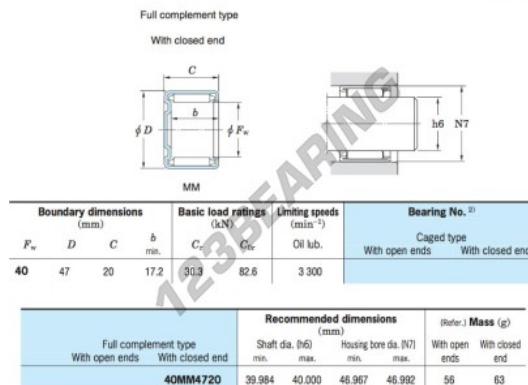 Full complement type
With closed end
C
b
φD
φFw
h6
N7
MM
Boundary dimensions (mm) Basic load ratings (kN) Limiting speeds (min⁻¹) Bearing No. ²⁾
Fw D C b min. Cr C0r Oil lub. Caged type
With open ends With closed end
40 47 20 17.2 30.3 82.6 3 300
Recommended dimensions (mm) (Refer.) Mass (g)
Full complement type Shaft dia. (h6) Housing bore dia. (N7) With open ends With closed end
With open ends With closed end min. max. min. max.
40MM4720 39.984 40.000 46.967 46.992 56 63
123BEARING